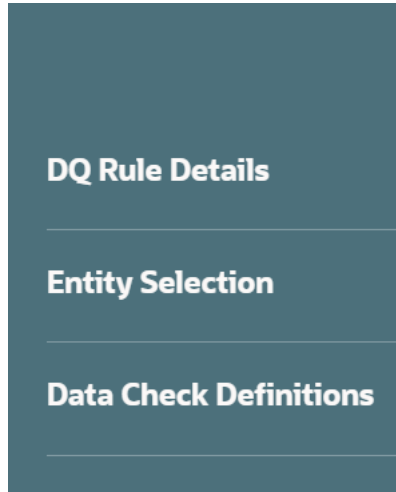 DQ Rule Details
Entity Selection
Data Check Definitions